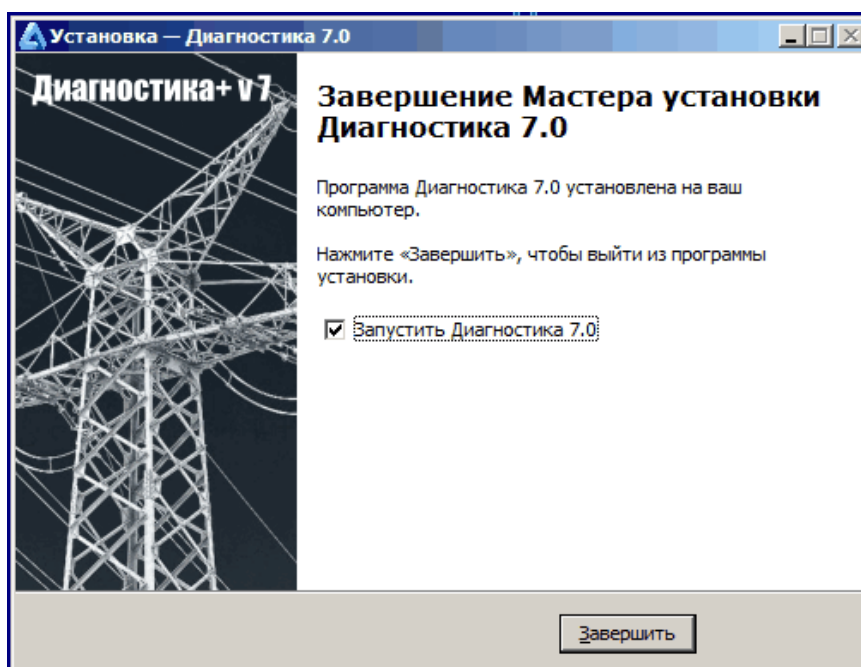 Установка — Диагностика 7.0
Диагностика+ v 7
Завершение Мастера установки
Диагностика 7.0
Программа Диагностика 7.0 установлена на ваш
компьютер.
Нажмите «Завершить», чтобы выйти из программы
установки.
Запустить Диагностика 7.0
Завершить